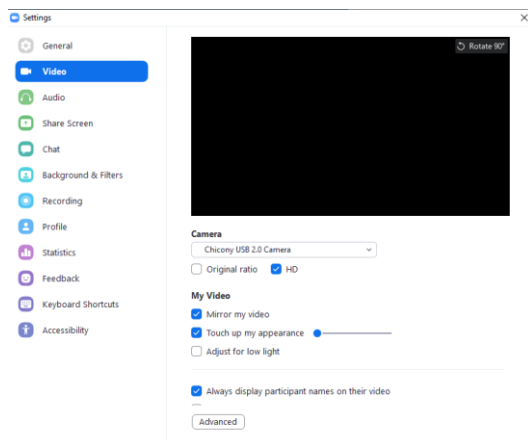 Settings
General
Video
Audio
Share Screen
Chat
Background & Filters
Recording
Profile
Statistics
Feedback
Keyboard Shortcuts
Accessibility
Rotate 90°
Camera
Chicony USB 2.0 Camera
Original ratio HD
My Video
Mirror my video
Touch up my appearance
Adjust for low light
Always display participant names on their video
Advanced